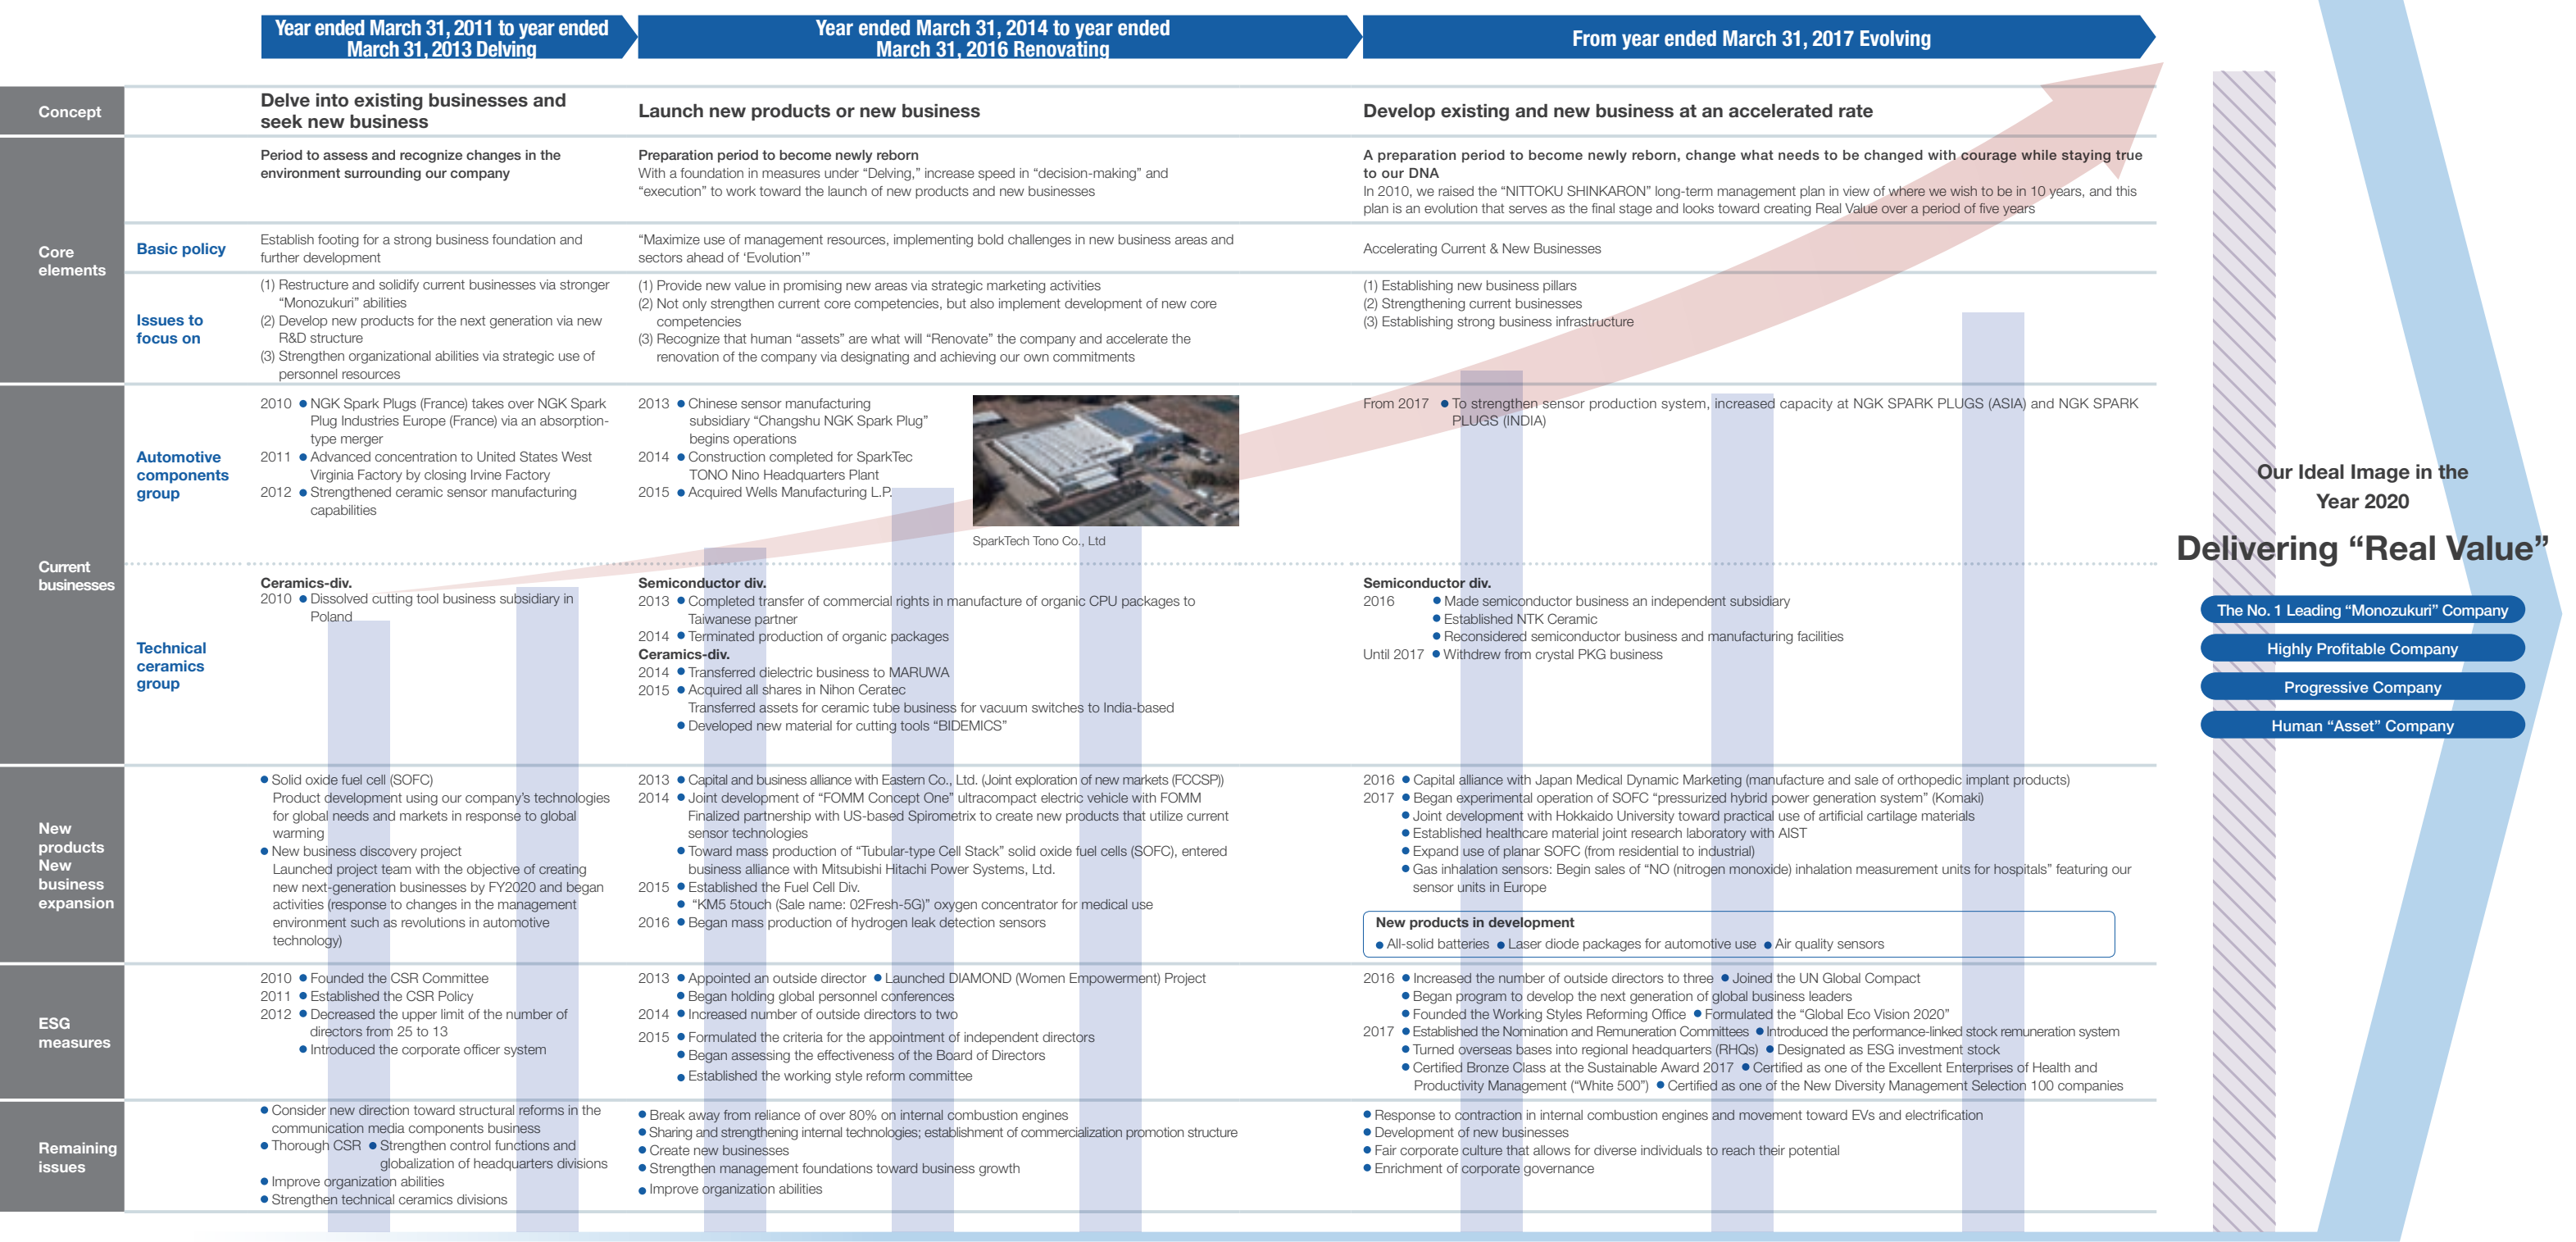 Year ended March 31, 2011 to year ended
March 31, 2013 Delving
Year ended March 31, 2014 to year ended
March 31, 2016 Renovating
From year ended March 31, 2017 Evolving
Concept
Delve into existing businesses and
seek new business
Launch new products or new business
Develop existing and new business at an accelerated rate
Core
elements
Period to assess and recognize changes in the
environment surrounding our company
Preparation period to become newly reborn
With a foundation in measures under “Delving,” increase speed in “decision-making” and
“execution” to work toward the launch of new products and new businesses
A preparation period to become newly reborn, change what needs to be changed with courage while staying true
to our DNA
In 2010, we raised the “NITTOKU SHINKARON” long-term management plan in view of where we wish to be in 10 years, and this
plan is an evolution that serves as the final stage and looks toward creating Real Value over a period of five years
Basic policy
Establish footing for a strong business foundation and
further development
“Maximize use of management resources, implementing bold challenges in new business areas and
sectors ahead of ‘Evolution’”
Accelerating Current & New Businesses
Issues to
focus on
(1) Restructure and solidify current businesses via stronger
“Monozukuri” abilities
(2) Develop new products for the next generation via new
R&D structure
(3) Strengthen organizational abilities via strategic use of
personnel resources
(1) Provide new value in promising new areas via strategic marketing activities
(2) Not only strengthen current core competencies, but also implement development of new core
competencies
(3) Recognize that human “assets” are what will “Renovate” the company and accelerate the
renovation of the company via designating and achieving our own commitments
(1) Establishing new business pillars
(2) Strengthening current businesses
(3) Establishing strong business infrastructure
Current
businesses
Automotive
components
group
2010 ● NGK Spark Plugs (France) takes over NGK Spark
Plug Industries Europe (France) via an absorption-
type merger
2011 ● Advanced concentration to United States West
Virginia Factory by closing Irvine Factory
2012 ● Strengthened ceramic sensor manufacturing
capabilities
2013 ● Chinese sensor manufacturing
subsidiary “Changshu NGK Spark Plug”
begins operations
2014 ● Construction completed for SparkTec
TONO Nino Headquarters Plant
2015 ● Acquired Wells Manufacturing L.P.
SparkTech Tono Co., Ltd
From 2017 ● To strengthen sensor production system, increased capacity at NGK SPARK PLUGS (ASIA) and NGK SPARK
PLUGS (INDIA)
Technical
ceramics
group
Ceramics-div.
2010 ● Dissolved cutting tool business subsidiary in
Poland
Semiconductor div.
2013 ● Completed transfer of commercial rights in manufacture of organic CPU packages to
Taiwanese partner
2014 ● Terminated production of organic packages
Ceramics-div.
2014 ● Transferred dielectric business to MARUWA
2015 ● Acquired all shares in Nihon Ceratec
Transferred assets for ceramic tube business for vacuum switches to India-based
● Developed new material for cutting tools “BIDEMICS”
Semiconductor div.
2016 ● Made semiconductor business an independent subsidiary
● Established NTK Ceramic
● Reconsidered semiconductor business and manufacturing facilities
Until 2017 ● Withdrew from crystal PKG business
New
products
New
business
expansion
● Solid oxide fuel cell (SOFC)
Product development using our company’s technologies
for global needs and markets in response to global
warming
● New business discovery project
Launched project team with the objective of creating
new next-generation businesses by FY2020 and began
activities (response to changes in the management
environment such as revolutions in automotive
technology)
2013 ● Capital and business alliance with Eastern Co., Ltd. (Joint exploration of new markets (FCCSP))
2014 ● Joint development of “FOMM Concept One” ultracompact electric vehicle with FOMM
Finalized partnership with US-based Spirometrix to create new products that utilize current
sensor technologies
● Toward mass production of “Tubular-type Cell Stack” solid oxide fuel cells (SOFC), entered
business alliance with Mitsubishi Hitachi Power Systems, Ltd.
2015 ● Established the Fuel Cell Div.
● “KM5 5touch (Sale name: 02Fresh-5G)” oxygen concentrator for medical use
2016 ● Began mass production of hydrogen leak detection sensors
2016 ● Capital alliance with Japan Medical Dynamic Marketing (manufacture and sale of orthopedic implant products)
2017 ● Began experimental operation of SOFC “pressurized hybrid power generation system” (Komaki)
● Joint development with Hokkaido University toward practical use of artificial cartilage materials
● Established healthcare material joint research laboratory with AIST
● Expand use of planar SOFC (from residential to industrial)
● Gas inhalation sensors: Begin sales of “NO (nitrogen monoxide) inhalation measurement units for hospitals” featuring our
sensor units in Europe
New products in development
● All-solid batteries ● Laser diode packages for automotive use ● Air quality sensors
ESG
measures
2010 ● Founded the CSR Committee
2011 ● Established the CSR Policy
2012 ● Decreased the upper limit of the number of
directors from 25 to 13
● Introduced the corporate officer system
2013 ● Appointed an outside director ● Launched DIAMOND (Women Empowerment) Project
● Began holding global personnel conferences
2014 ● Increased number of outside directors to two
2015 ● Formulated the criteria for the appointment of independent directors
● Began assessing the effectiveness of the Board of Directors
● Established the working style reform committee
2016 ● Increased the number of outside directors to three ● Joined the UN Global Compact
● Began program to develop the next generation of global business leaders
● Founded the Working Styles Reforming Office ● Formulated the “Global Eco Vision 2020”
2017 ● Established the Nomination and Remuneration Committees ● Introduced the performance-linked stock remuneration system
● Turned overseas bases into regional headquarters (RHQs) ● Designated as ESG investment stock
● Certified Bronze Class at the Sustainable Award 2017 ● Certified as one of the Excellent Enterprises of Health and
Productivity Management (“White 500”) ● Certified as one of the New Diversity Management Selection 100 companies
Remaining
issues
● Consider new direction toward structural reforms in the
communication media components business
● Thorough CSR ● Strengthen control functions and
globalization of headquarters divisions
● Improve organization abilities
● Strengthen technical ceramics divisions
● Break away from reliance of over 80% on internal combustion engines
● Sharing and strengthening internal technologies; establishment of commercialization promotion structure
● Create new businesses
● Strengthen management foundations toward business growth
● Improve organization abilities
● Response to contraction in internal combustion engines and movement toward EVs and electrification
● Development of new businesses
● Fair corporate culture that allows for diverse individuals to reach their potential
● Enrichment of corporate governance
Our Ideal Image in the
Year 2020
Delivering “Real Value”
The No. 1 Leading “Monozukuri” Company
Highly Profitable Company
Progressive Company
Human “Asset” Company